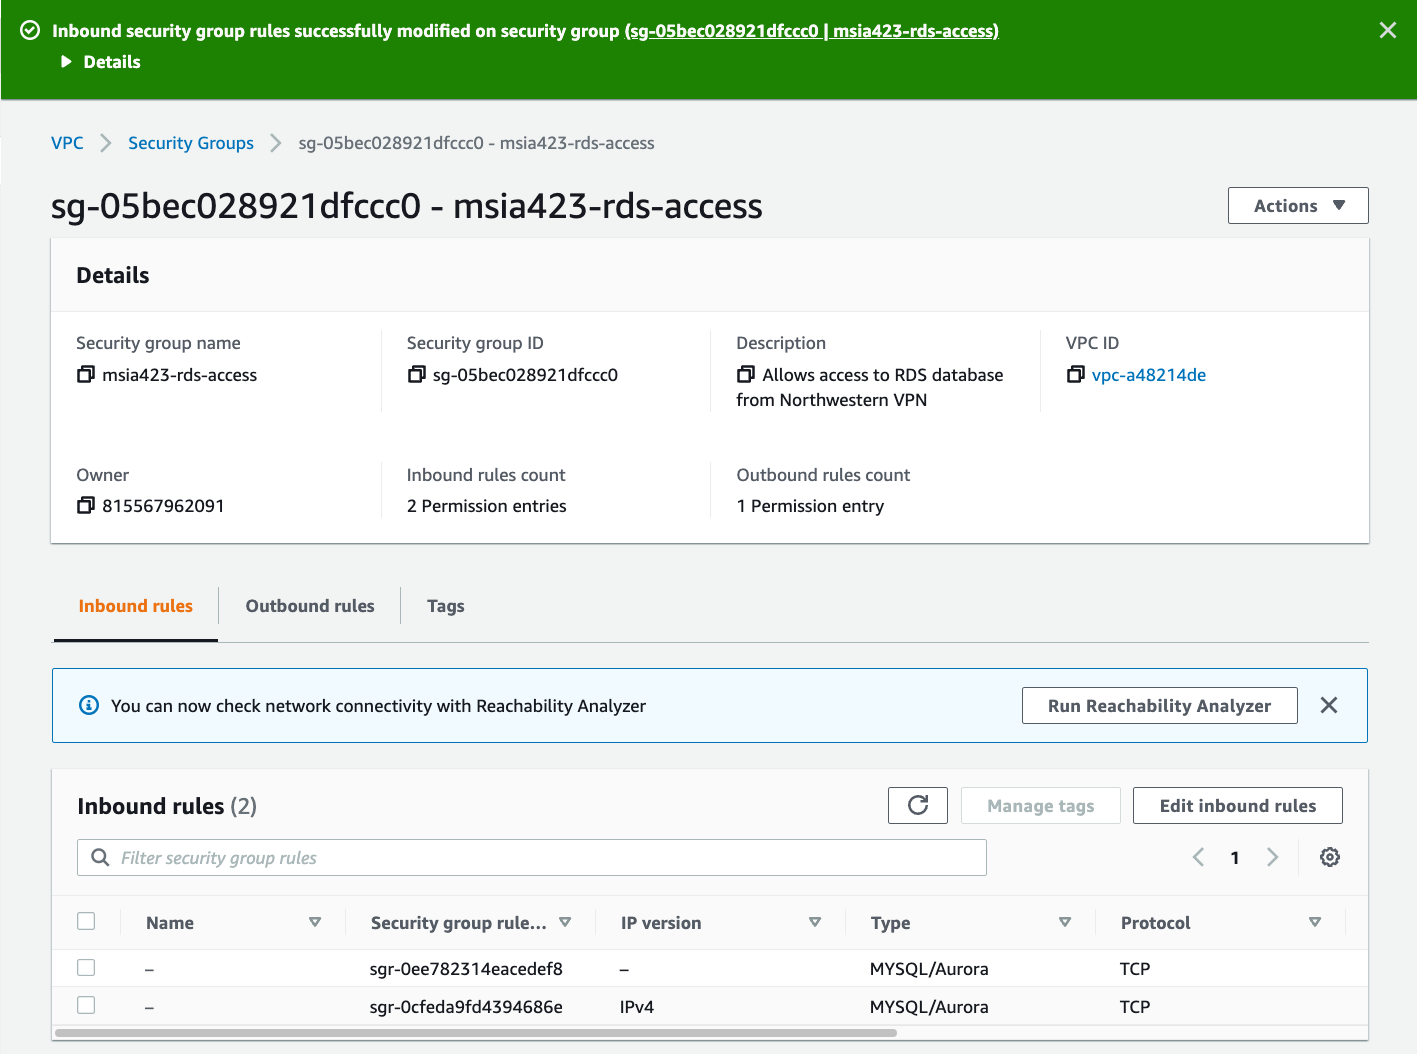 Inbound security group rules successfully modified on security group (sg-05bec028921dfccc0 | msia423-rds-access)
Details
VPC
Security Groups
sg-05bec028921dfccc0 - msia423-rds-access
sg-05bec028921dfccc0 - msia423-rds-access
Actions
Details
Security group name
Security group ID
Description
VPC ID
msia423-rds-access
sg-05bec028921dfccc0
Allows access to RDS database
from Northwestern VPN
vpc-a48214de
Owner
Inbound rules count
Outbound rules count
815567962091
2 Permission entries
1 Permission entry
Inbound rules
Outbound rules
Tags
You can now check network connectivity with Reachability Analyzer
Run Reachability Analyzer
Inbound rules (2)
Manage tags
Edit inbound rules
Filter security group rules
1
Name
Security group rule...
IP version
Type
Protocol
– sgr-0ee782314eacedef8 – MYSQL/Aurora TCP
– sgr-0cfeda9fd4394686e IPv4 MYSQL/Aurora TCP